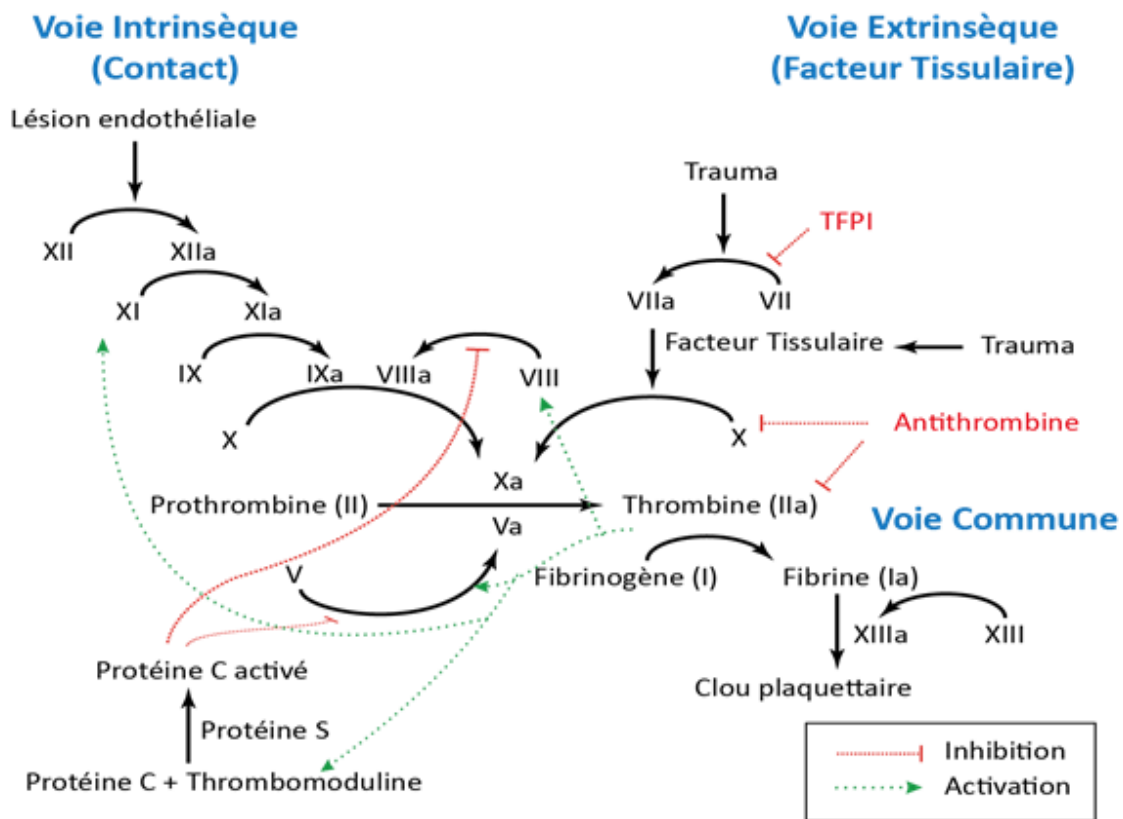 Voie Intrinsèque
(Contact)
Voie Extrinsèque
(Facteur Tissulaire)
Lésion endothéliale
Trauma
TFPI
XII
XIIa
VIIa
VII
XI
XIa
Facteur Tissulaire
Trauma
IX
IXa
VIIIa
VIII
X
X
Antithrombine
Xa
Prothrombine (II)
Thrombine (IIa)
Va
Voie Commune
V
Fibrinogène (I)
Fibrine (Ia)
XIIIa
XIII
Protéine C activé
Clou plaquettaire
Protéine S
Protéine C + Thrombomoduline
Inhibition
Activation